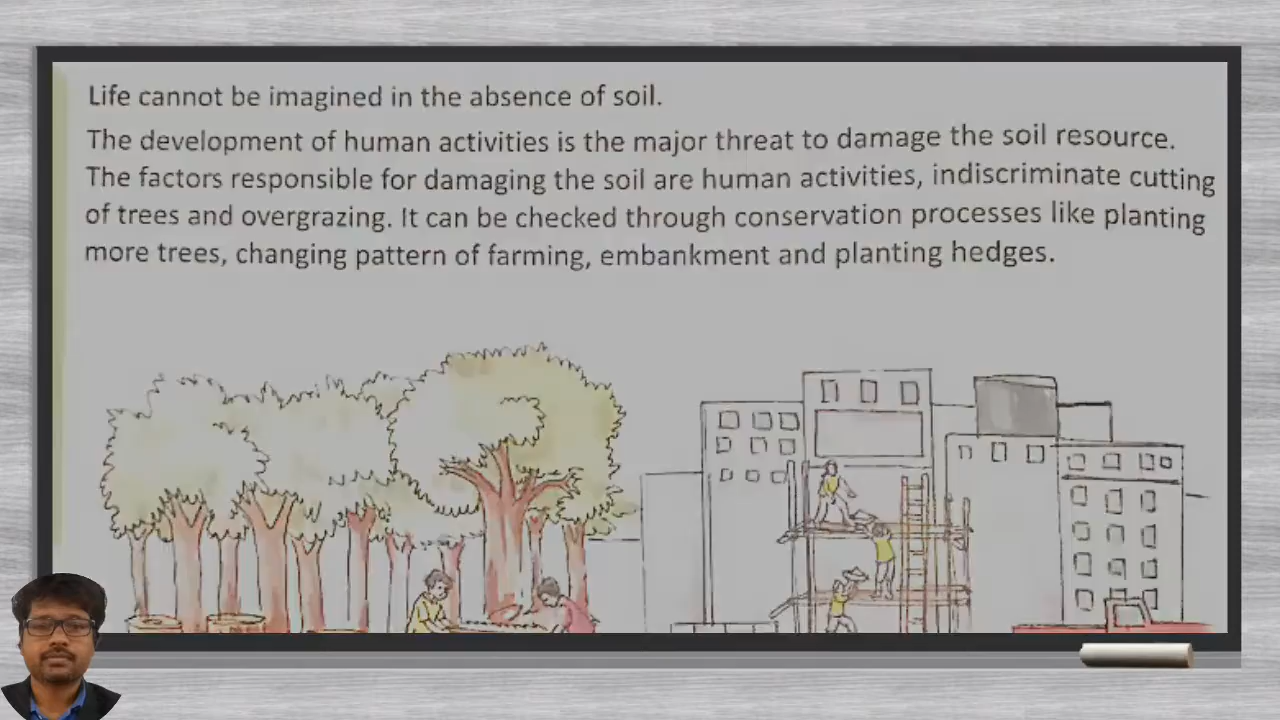 Life cannot be imagined in the absence of soil.
The development of human activities is the major threat to damage the soil resource.
The factors responsible for damaging the soil are human activities, indiscriminate cutting
of trees and overgrazing. It can be checked through conservation processes like planting
more trees, changing pattern of farming, embankment and planting hedges.